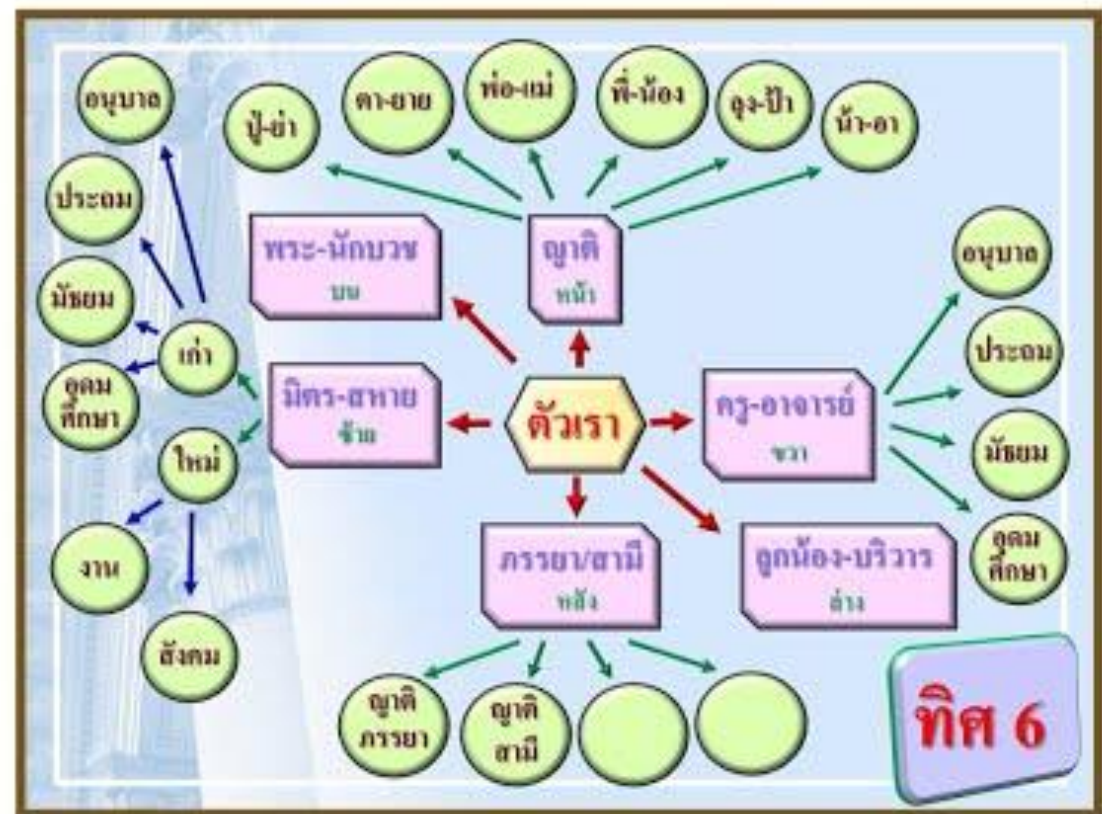 อนุบาล
ปู่-ย่า
ตา-ยาย
พ่อ-แม่
พี่-น้อง
ลุง-ป้า
น้า-อา
ประถม
มัธยม
อุดม
ศึกษา
เก่า
ใหม่
งาน
สังคม
พระ-นักบวช
บน
ญาติ
หน้า
มิตร-สหาย
ซ้าย
ตัวเรา
ครู-อาจารย์
ขวา
อนุบาล
ประถม
มัธยม
อุดม
ศึกษา
ภรรยา/สามี
หลัง
ลูกน้อง-บริวาร
ล่าง
ญาติ
ภรรยา
ญาติ
สามี
ทิศ 6